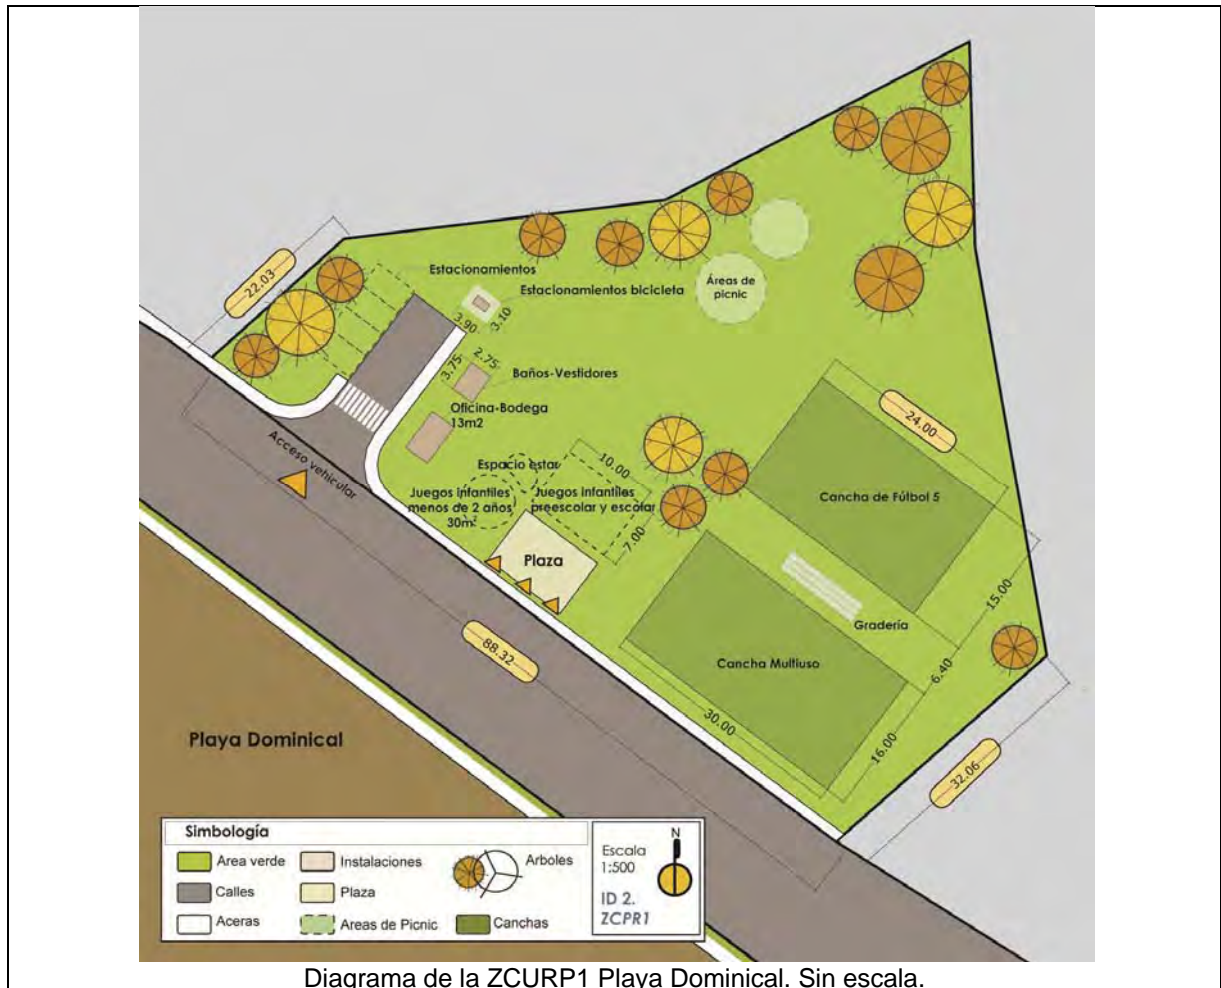 22.03
Estacionamientos
Estacionamientos bicicleta
3.90
3.10
Áreas de
picnic
2.75
3.75
Baños-Vestidores
Oficina-Bodega
13m2
24.00
Acceso vehicular
Espacio estar
10.00
Juegos infantiles
menos de 2 años
30m²
Juegos infantiles
preescolar y escolar
7.00
Cancha de Fútbol 5
Plaza
15.00
Gradería
88.32
Cancha Multiuso
6.40
30.00
16.00
32.06
Playa Dominical
Simbología
Area verde
Instalaciones
Arboles
Calles
Plaza
Aceras
Areas de Picnic
Canchas
N
Escala
1:500
ID 2.
ZCPR1
Diagrama de la ZCURP1 Playa Dominical. Sin escala.